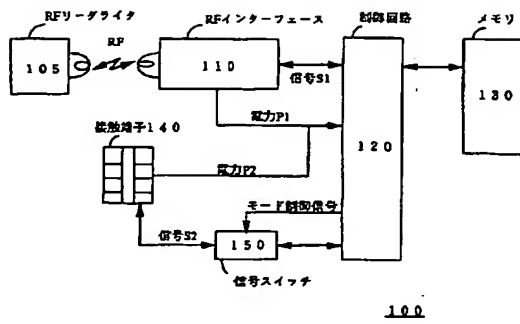 RFリーダライタ
RFインターフェース
制御回路
メモリ
RF
105
110
信号S1
120
130
電力P1
接触端子140
電力P2
モード制御信号
信号S2
150
信号スイッチ
100